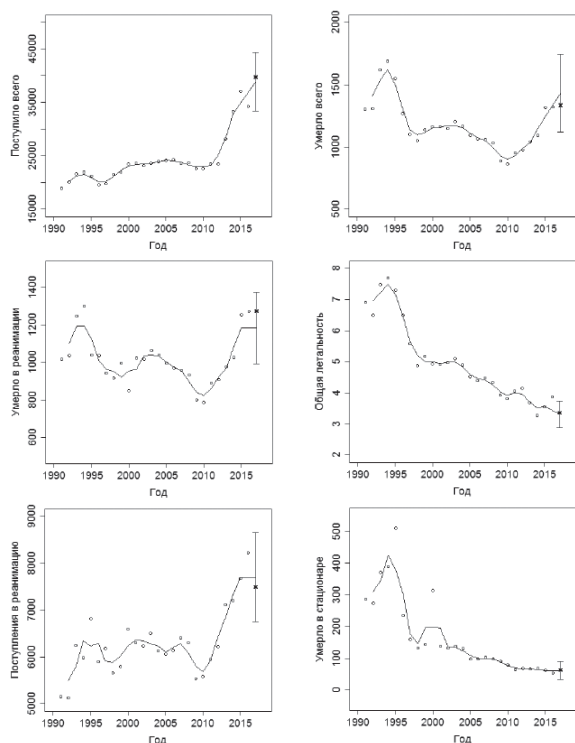 Поступило всего
45000
35000
25000
15000
1990 1995 2000 2005 2010 2015
Год
Умерло всего
2000
1500
1000
500
1990 1995 2000 2005 2010 2015
Год
Умерло в реанимации
1400
1200
1000
800
600
1990 1995 2000 2005 2010 2015
Год
Общая летальность
8
7
6
5
4
3
2
1990 1995 2000 2005 2010 2015
Год
Поступления в реанимацию
9000
8000
7000
6000
5000
1990 1995 2000 2005 2010 2015
Год
Умерло в стационаре
500
400
300
200
100
0
1990 1995 2000 2005 2010 2015
Год